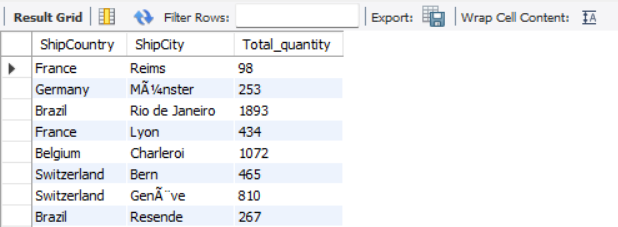 Result Grid Filter Rows: Export: Wrap Cell Content: IA
ShipCountry ShipCity Total_quantity
France Reims 98
Germany MÃ¼nster 253
Brazil Rio de Janeiro 1893
France Lyon 434
Belgium Charleroi 1072
Switzerland Bern 465
Switzerland GenÃ¨ve 810
Brazil Resende 267